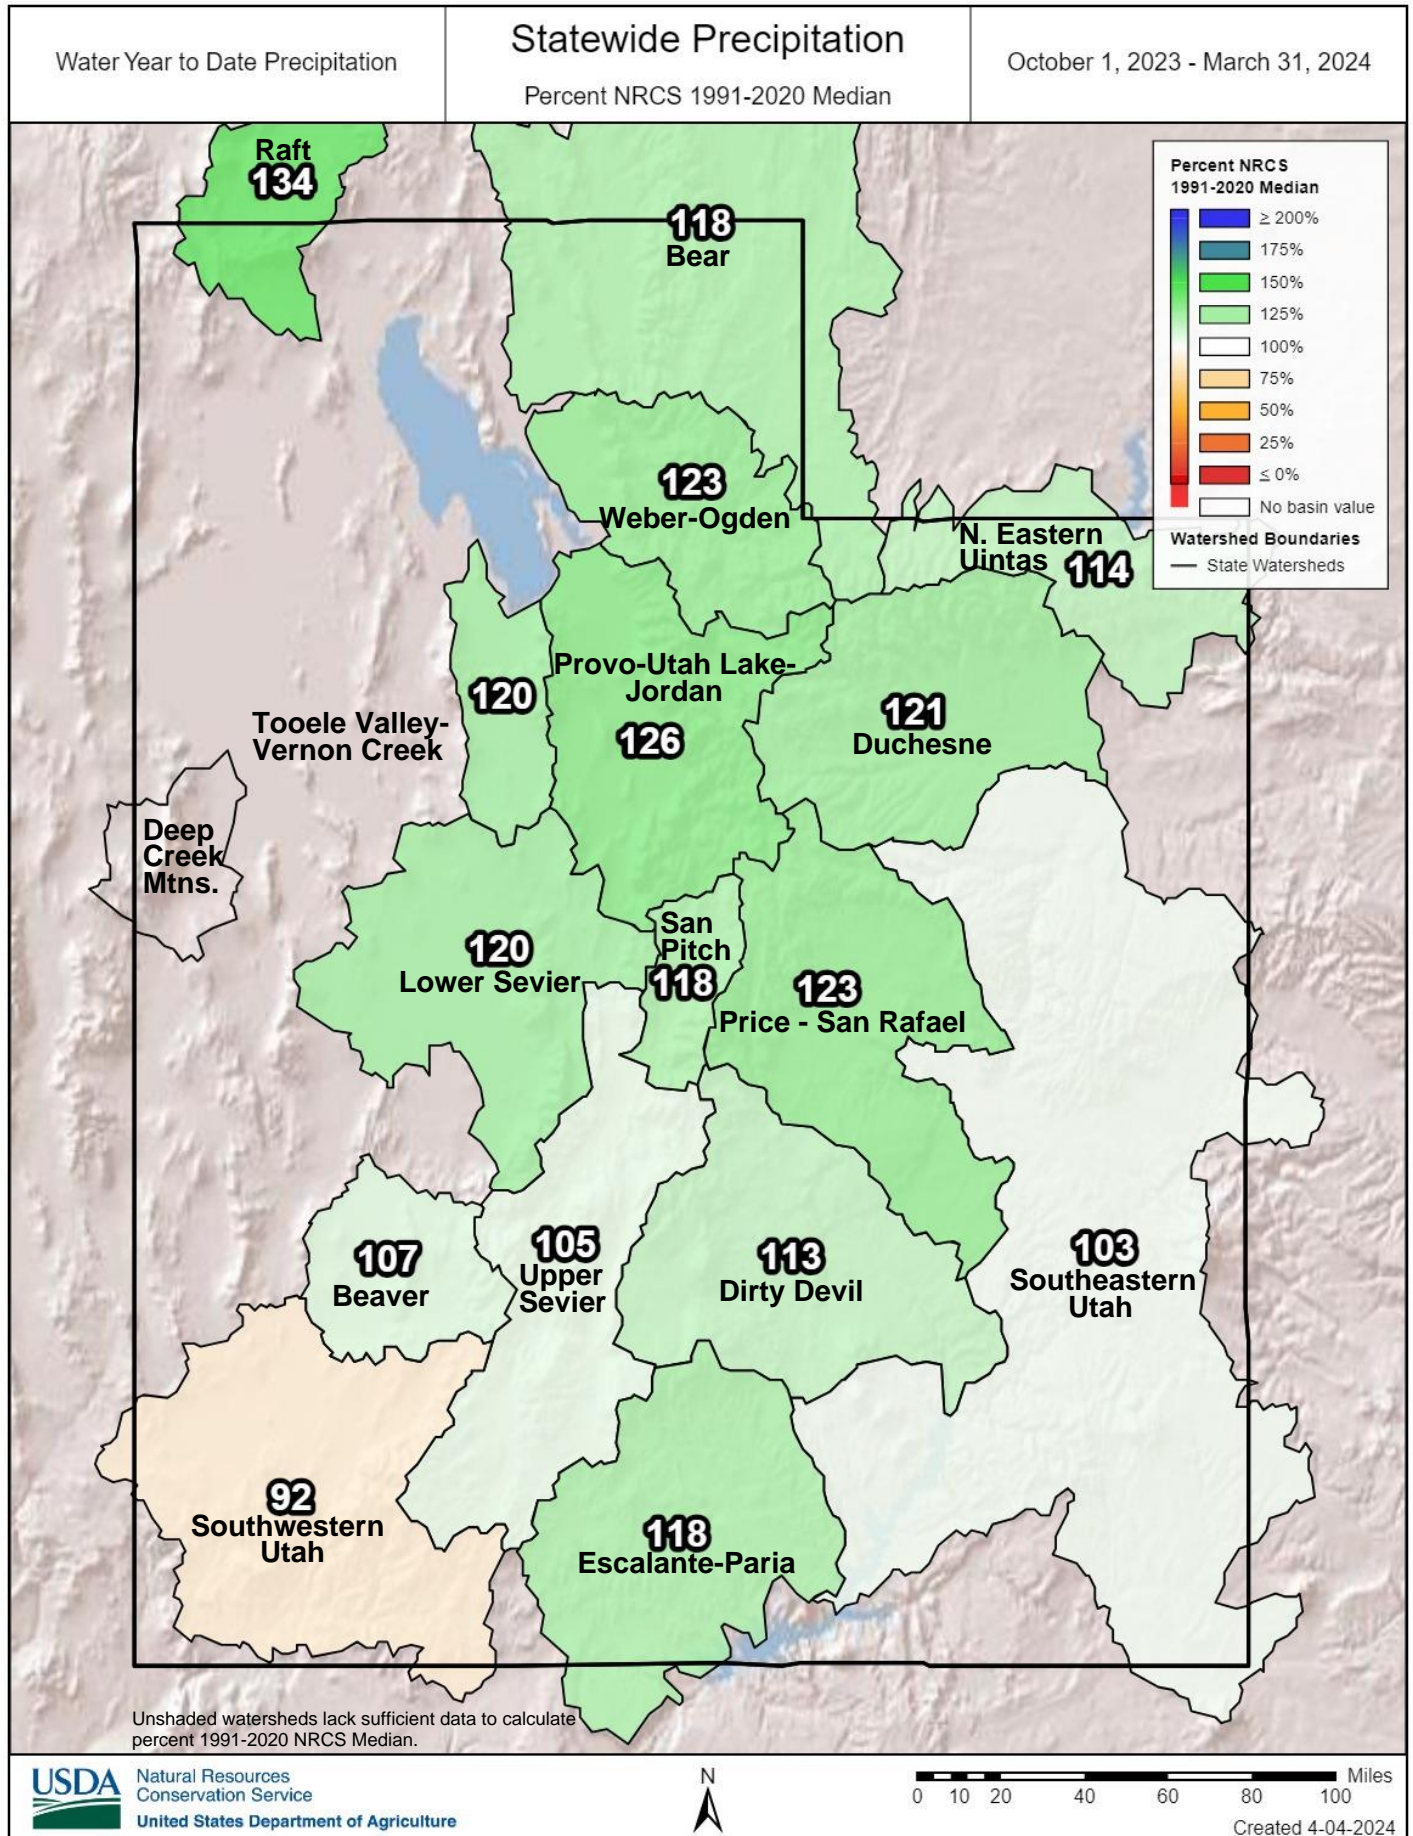 Water Year to Date Precipitation
Statewide Precipitation
Percent NRCS 1991-2020 Median
October 1, 2023 - March 31, 2024
Percent NRCS
1991-2020 Median
≥ 200%
175%
150%
125%
100%
75%
50%
25%
≤ 0%
No basin value
Watershed Boundaries
State Watersheds
Raft
134
118
Bear
123
Weber-Ogden
N. Eastern
Uintas
114
Provo-Utah Lake-
Jordan
126
120
Tooele Valley-
Vernon Creek
121
Duchesne
Deep
Creek
Mtns.
120
Lower Sevier
San
Pitch
118
123
Price - San Rafael
107
Beaver
105
Upper
Sevier
113
Dirty Devil
103
Southeastern
Utah
92
Southwestern
Utah
118
Escalante-Paria
Unshaded watersheds lack sufficient data to calculate
percent 1991-2020 NRCS Median.
USDA
Natural Resources
Conservation Service
United States Department of Agriculture
N
Miles
0 10 20 40 60 80 100
Created 4-04-2024